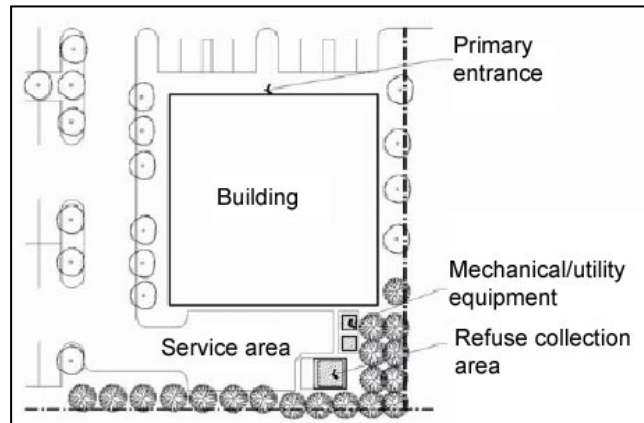 Primary
entrance
Building
Mechanical/utility
equipment
Service area
Refuse collection
area